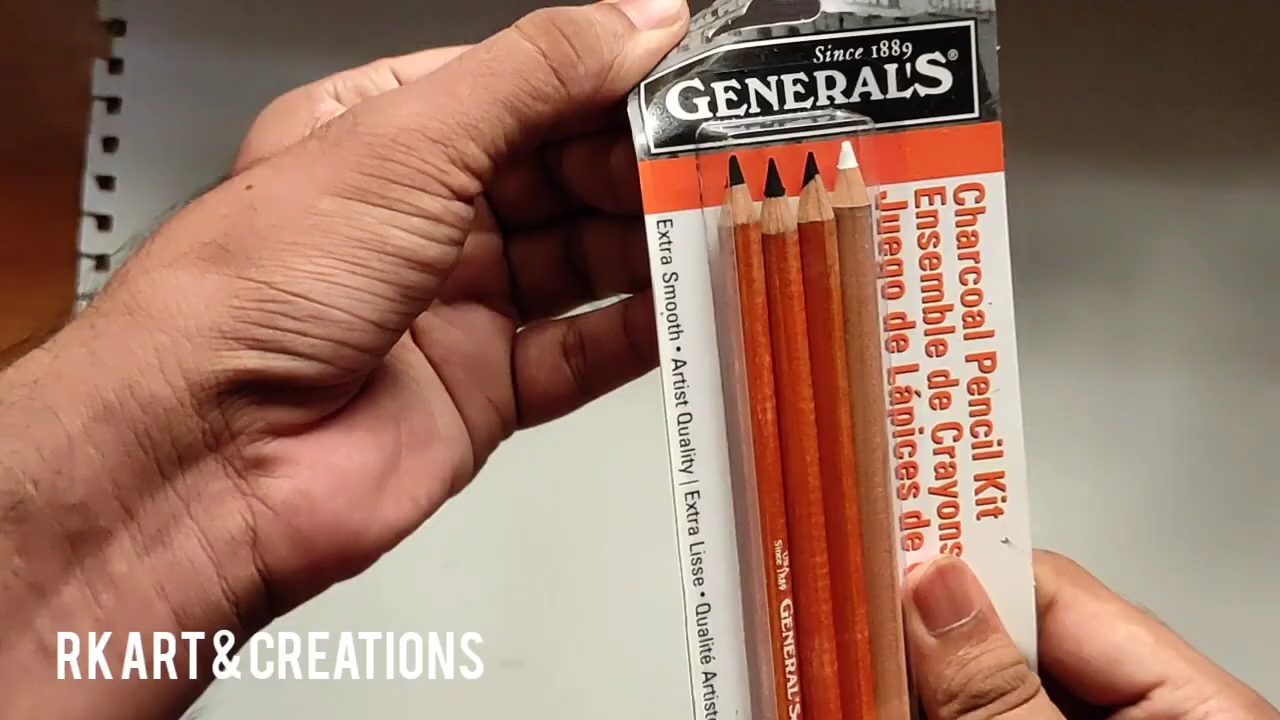 Since 1889
GENERAL'S®
Charcoal Pencil Kit
Ensemble de Crayons
Juego de Lápices de
Extra Smooth • Artist Quality | Extra Lisse • Qualité Artiste
Since 1889
GENERAL'S
RK ART & CREATIONS